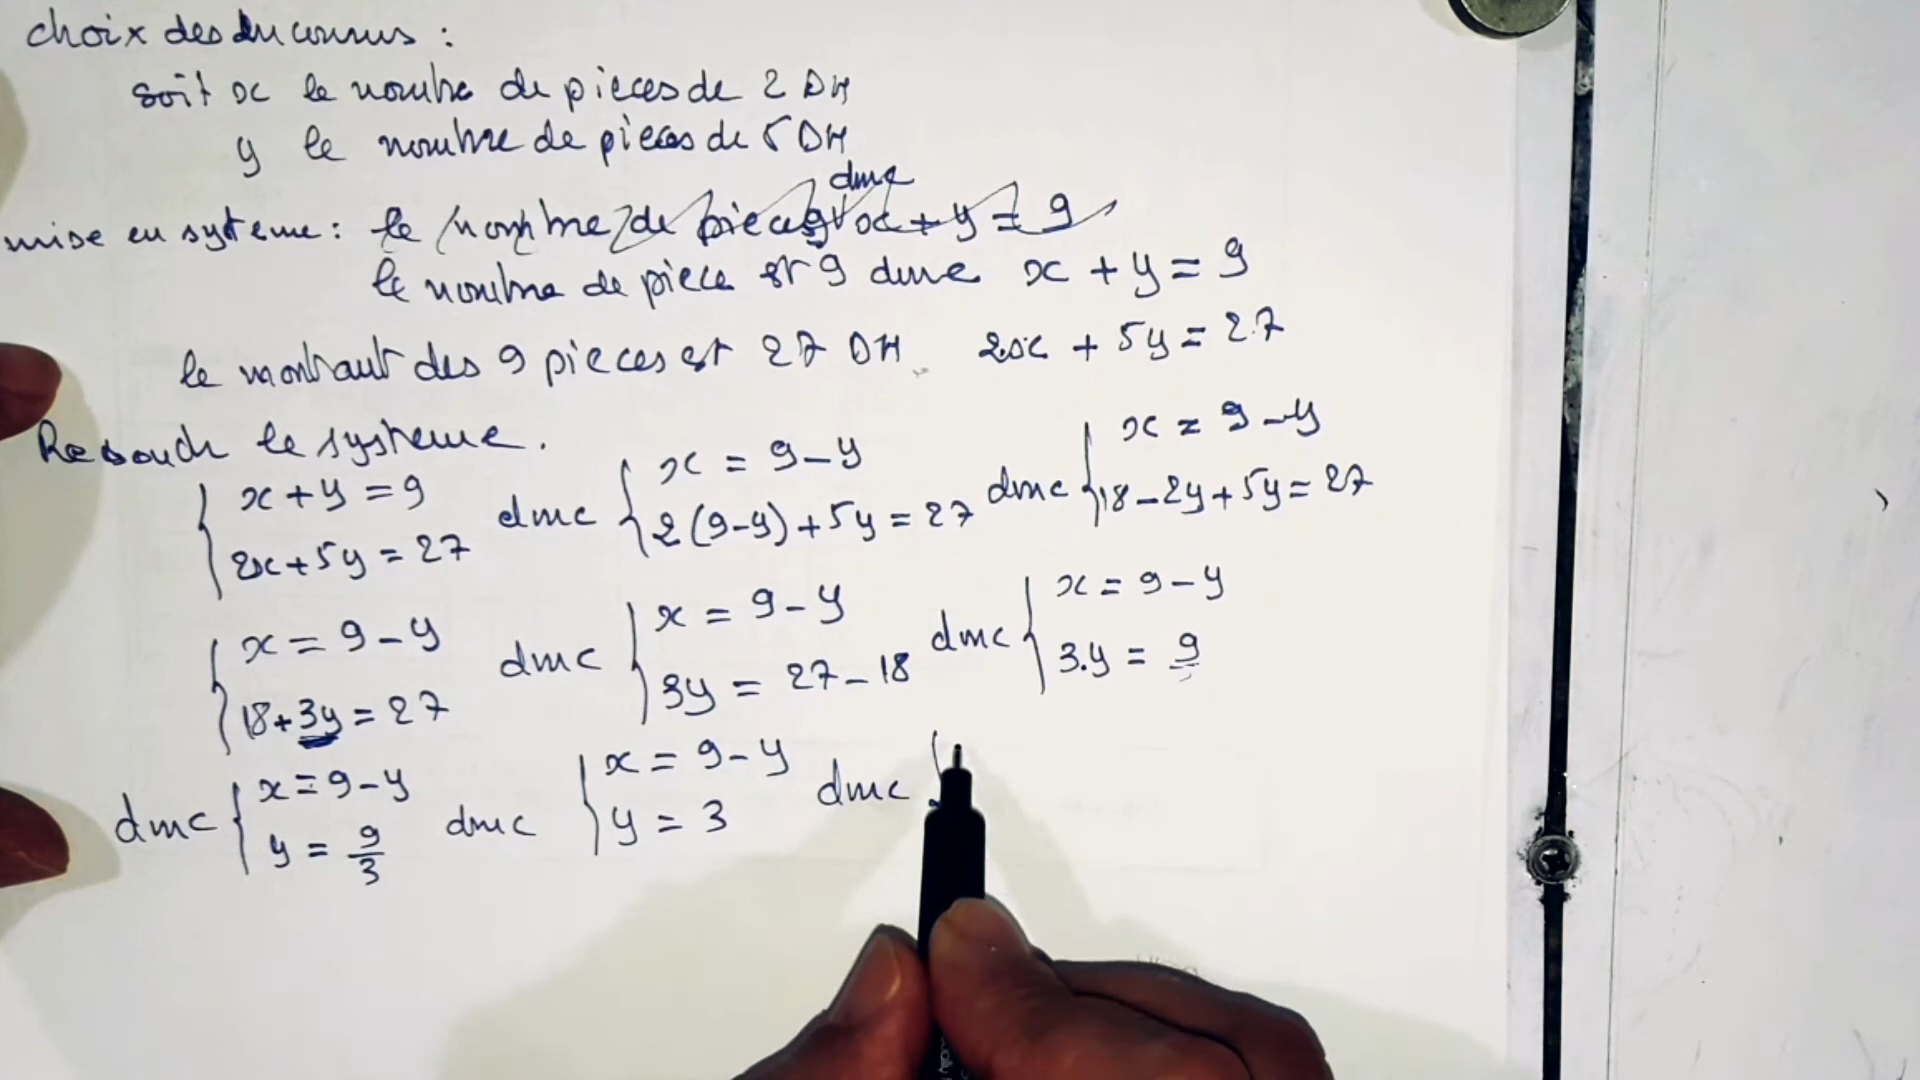 choix des Inconnus :
soit x le nombre de pieces de 2 DH
y le nombre de pieces de 5 DH
donc
mise en systeme : le nombre de pieces 9 x + y = 9
le nombre de piece est 9 donc x + y = 9
le montant des 9 pieces est 27 DH 2x + 5y = 27
Resoudre le systeme.
x + y = 9 donc x = 9 - y donc x = 9 - y
2x + 5y = 27 2(9-y) + 5y = 27 18 - 2y + 5y = 27
x = 9 - y donc x = 9 - y donc x = 9 - y
18 + 3y = 27 3y = 27 - 18 3.y = 9
donc x = 9 - y donc x = 9 - y donc
y = 9/3 y = 3